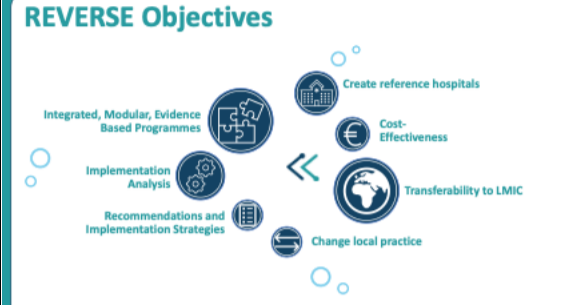 REVERSE Objectives
Create reference hospitals
Integrated, Modular, Evidence
Based Programmes
Cost-
Effectiveness
Implementation
Analysis
Transferability to LMIC
Recommendations and
Implementation Strategies
Change local practice